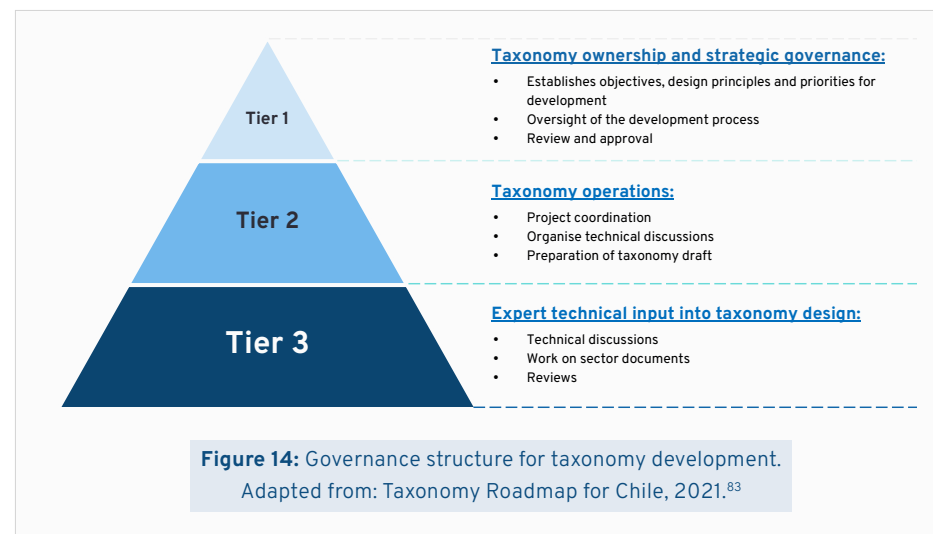 Tier 1
Taxonomy ownership and strategic governance:
• Establishes objectives, design principles and priorities for
development
• Oversight of the development process
• Review and approval
Tier 2
Taxonomy operations:
• Project coordination
• Organise technical discussions
• Preparation of taxonomy draft
Tier 3
Expert technical input into taxonomy design:
• Technical discussions
• Work on sector documents
• Reviews
Figure 14: Governance structure for taxonomy development.
Adapted from: Taxonomy Roadmap for Chile, 2021.83